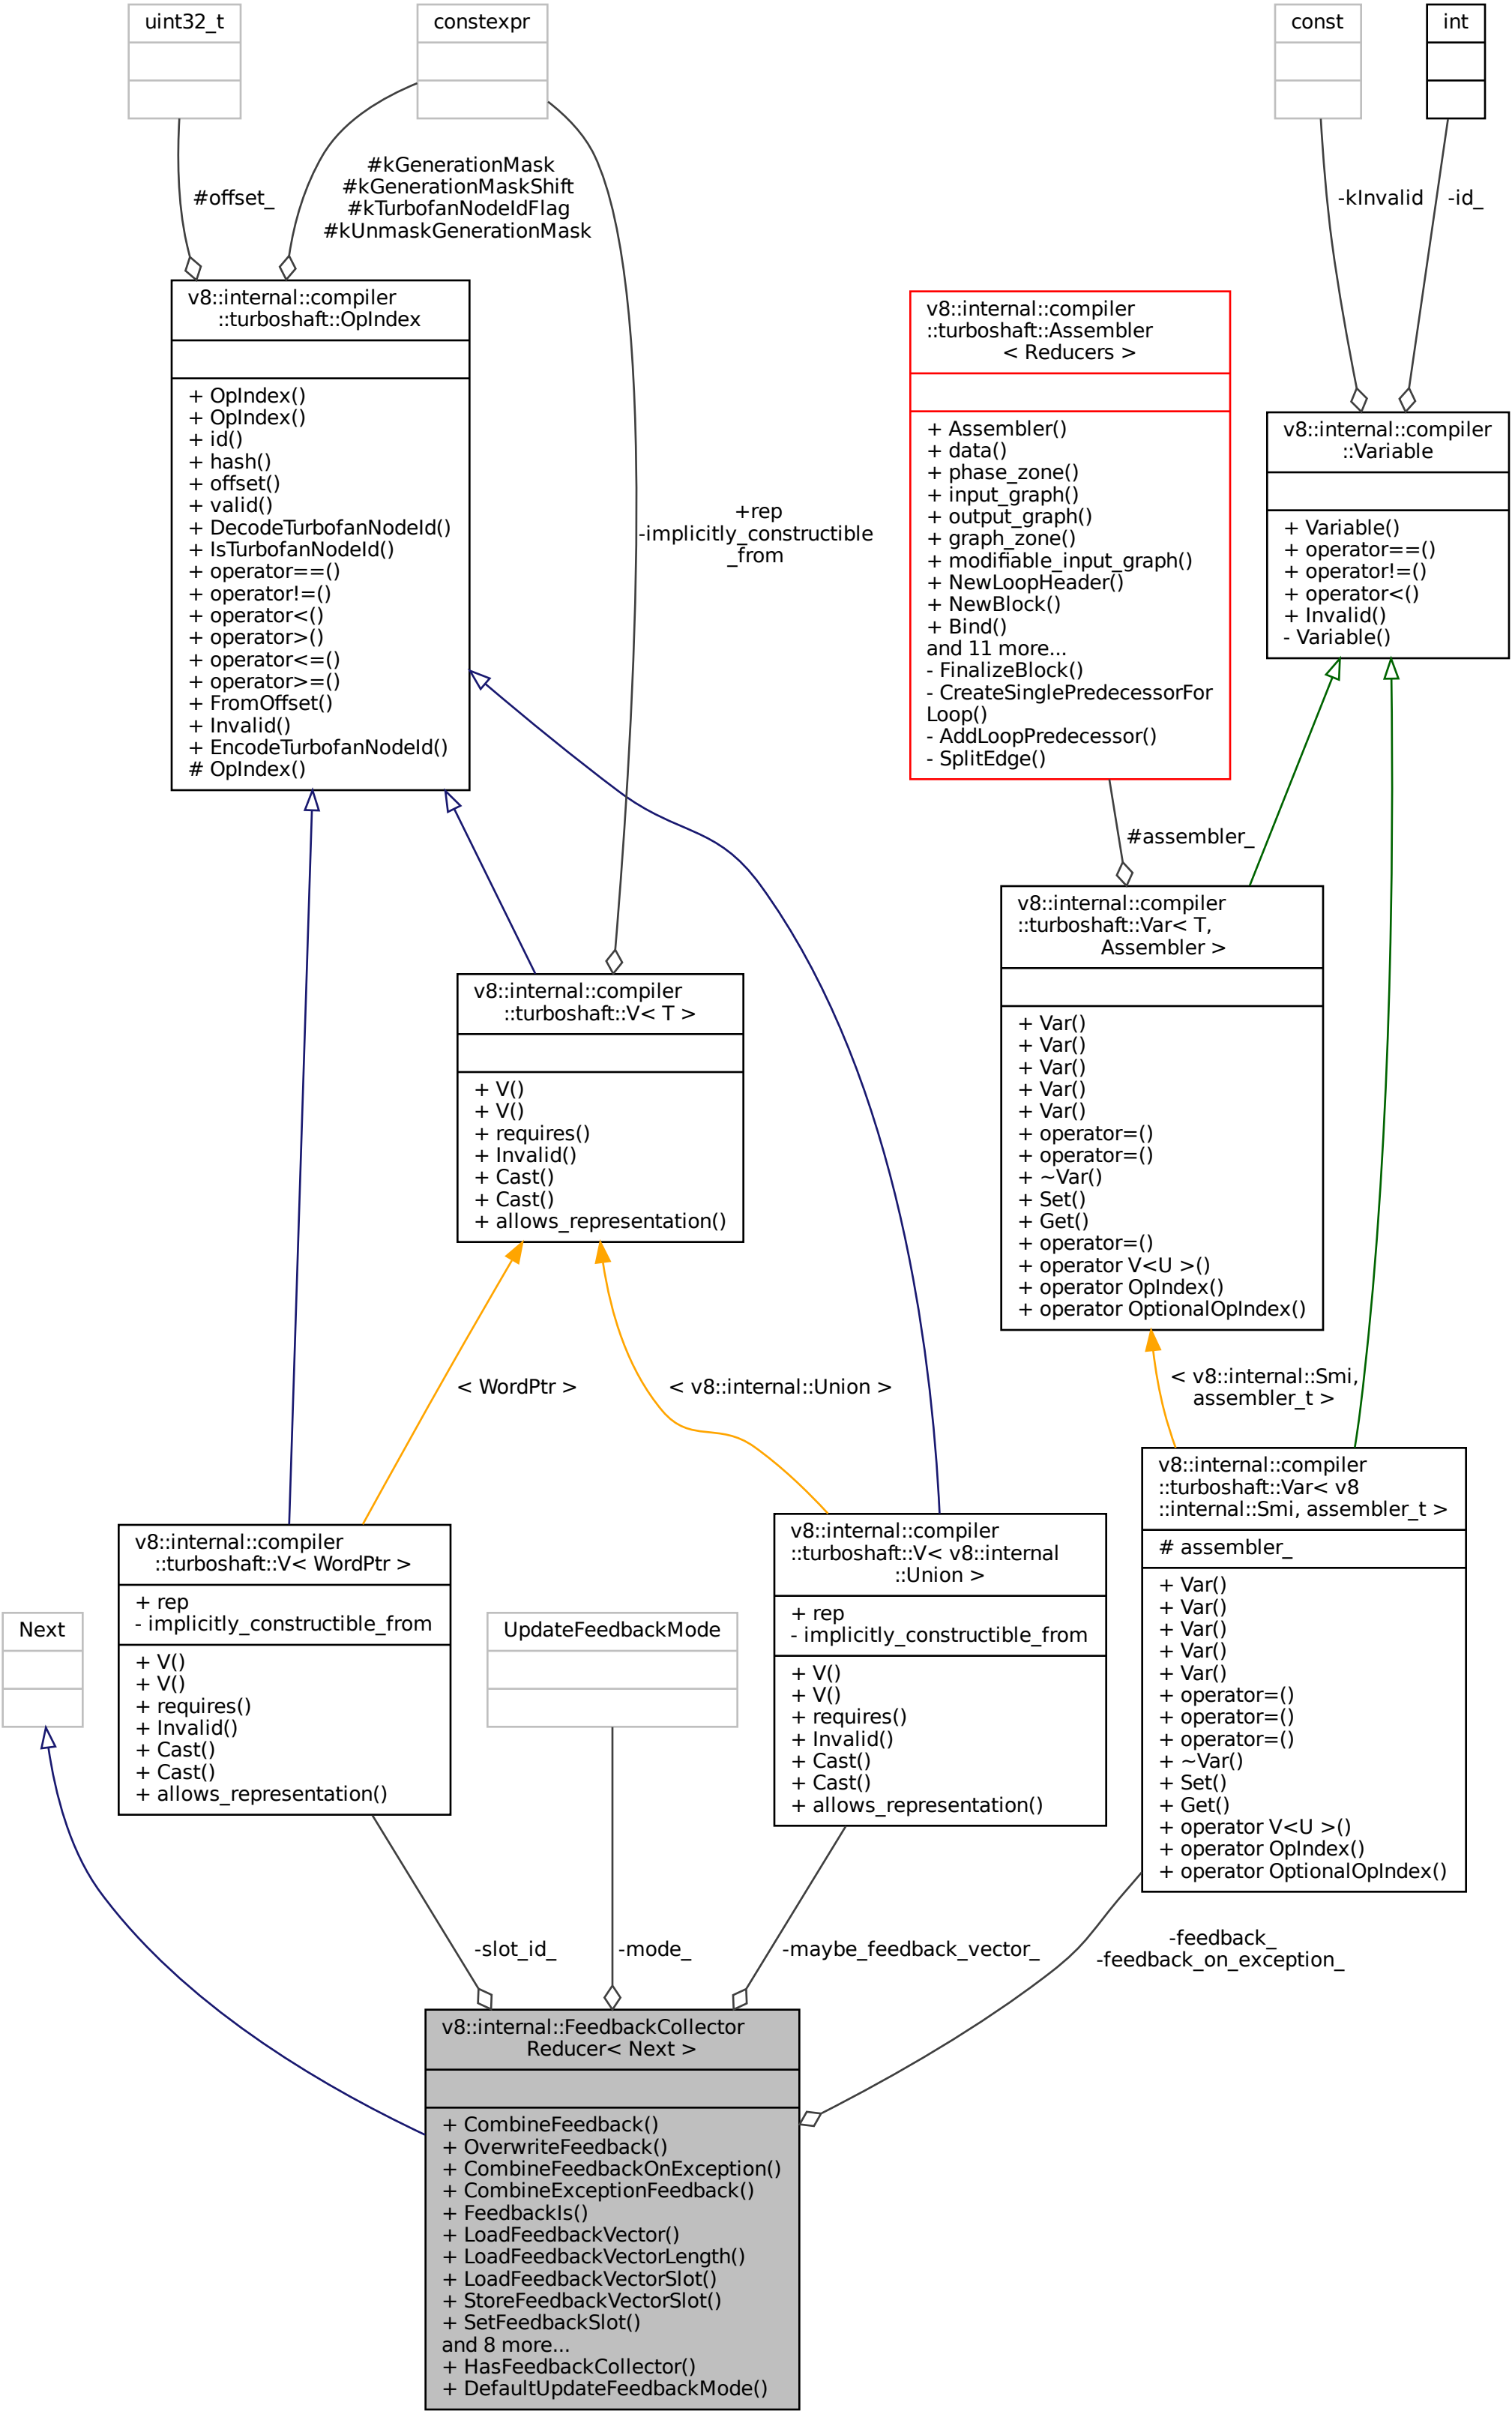 uint32_t
constexpr
const
int
#offset_
#kGenerationMask
#kGenerationMaskShift
#kTurbofanNodeIdFlag
#kUnmaskGenerationMask
-kInvalid
-id_
v8::internal::compiler
::turboshaft::OpIndex
+ OpIndex()
+ OpIndex()
+ id()
+ hash()
+ offset()
+ valid()
+ DecodeTurbofanNodeId()
+ IsTurbofanNodeId()
+ operator==()
+ operator!=()
+ operator<()
+ operator>()
+ operator<=()
+ operator>=()
+ FromOffset()
+ Invalid()
+ EncodeTurbofanNodeId()
# OpIndex()
+rep
-implicitly_constructible
_from
v8::internal::compiler
::turboshaft::Assembler
< Reducers >
+ Assembler()
+ data()
+ phase_zone()
+ input_graph()
+ output_graph()
+ graph_zone()
+ modifiable_input_graph()
+ NewLoopHeader()
+ NewBlock()
+ Bind()
and 11 more...
- FinalizeBlock()
- CreateSinglePredecessorFor
Loop()
- AddLoopPredecessor()
- SplitEdge()
v8::internal::compiler
::Variable
+ Variable()
+ operator==()
+ operator!=()
+ operator<()
+ Invalid()
- Variable()
#assembler_
v8::internal::compiler
::turboshaft::V< T >
+ V()
+ V()
+ requires()
+ Invalid()
+ Cast()
+ Cast()
+ allows_representation()
v8::internal::compiler
::turboshaft::Var< T,
Assembler >
+ Var()
+ Var()
+ Var()
+ Var()
+ Var()
+ operator=()
+ operator=()
+ ~Var()
+ Set()
+ Get()
+ operator=()
+ operator V<U >()
+ operator OpIndex()
+ operator OptionalOpIndex()
< WordPtr >
< v8::internal::Union >
< v8::internal::Smi,
assembler_t >
Next
v8::internal::compiler
::turboshaft::V< WordPtr >
+ rep
- implicitly_constructible_from
+ V()
+ V()
+ requires()
+ Invalid()
+ Cast()
+ Cast()
+ allows_representation()
UpdateFeedbackMode
v8::internal::compiler
::turboshaft::V< v8::internal
::Union >
+ rep
- implicitly_constructible_from
+ V()
+ V()
+ requires()
+ Invalid()
+ Cast()
+ Cast()
+ allows_representation()
v8::internal::compiler
::turboshaft::Var< v8
::internal::Smi, assembler_t >
# assembler_
+ Var()
+ Var()
+ Var()
+ Var()
+ Var()
+ operator=()
+ operator=()
+ operator=()
+ ~Var()
+ Set()
+ Get()
+ operator V<U >()
+ operator OpIndex()
+ operator OptionalOpIndex()
-slot_id_
-mode_
-maybe_feedback_vector_
-feedback_
-feedback_on_exception_
v8::internal::FeedbackCollector
Reducer< Next >
+ CombineFeedback()
+ OverwriteFeedback()
+ CombineFeedbackOnException()
+ CombineExceptionFeedback()
+ FeedbackIs()
+ LoadFeedbackVector()
+ LoadFeedbackVectorLength()
+ LoadFeedbackVectorSlot()
+ StoreFeedbackVectorSlot()
+ SetFeedbackSlot()
and 8 more...
+ HasFeedbackCollector()
+ DefaultUpdateFeedbackMode()